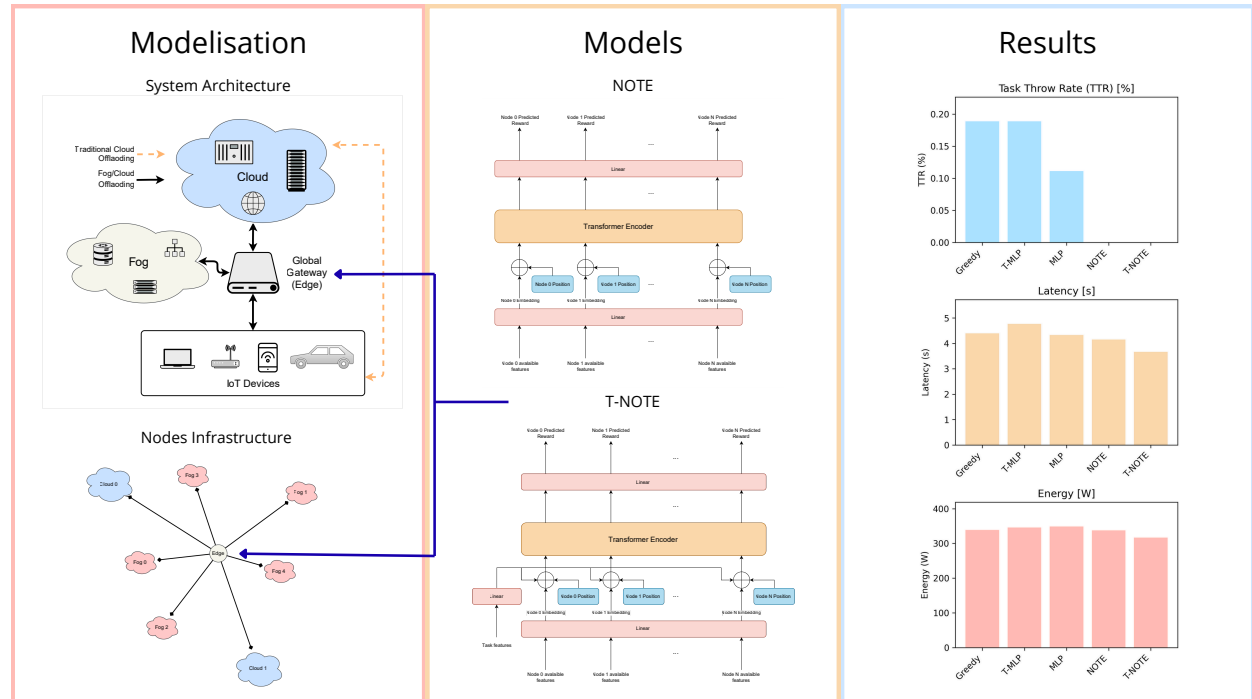 Modelisation
System Architecture
Traditional Cloud
Offlaoding
Fog/Cloud
Offlaoding
Cloud
Fog
Global
Gateway
(Edge)
IoT Devices
Nodes Infrastructure
Cloud 0
Fog 3
Fog 1
Edge
Fog 0
Fog 4
Fog 2
Cloud 1
Models
NOTE
Node 0 Predicted
Reward
Node 1 Predicted
Reward
Node N Predicted
Reward
...
Linear
...
Transformer Encoder
Node 0 Position
Node 1 Position
...
Node N Position
Node 0 Embedding
Node 1 Embedding
Node N Embedding
Linear
...
Node 0 available
features
Node 1 available
features
Node N available
features
T-NOTE
Node 0 Predicted
Reward
Node 1 Predicted
Reward
Node N Predicted
Reward
...
Linear
...
Transformer Encoder
...
Linear
Node 0 Position
Node 1 Position
...
Node N Position
Node 0 Embedding
Node 1 Embedding
Node N Embedding
Linear
Task features
...
Node 0 available
features
Node 1 available
features
Node N available
features
Results
Task Throw Rate (TTR) [%]
TTR (%)
0.20
0.15
0.10
0.05
0.00
Greedy
T-MLP
MLP
NOTE
T-NOTE
Latency [s]
Latency (s)
5
4
3
2
1
0
Greedy
T-MLP
MLP
NOTE
T-NOTE
Energy [W]
Energy (W)
400
300
200
100
0
Greedy
T-MLP
MLP
NOTE
T-NOTE